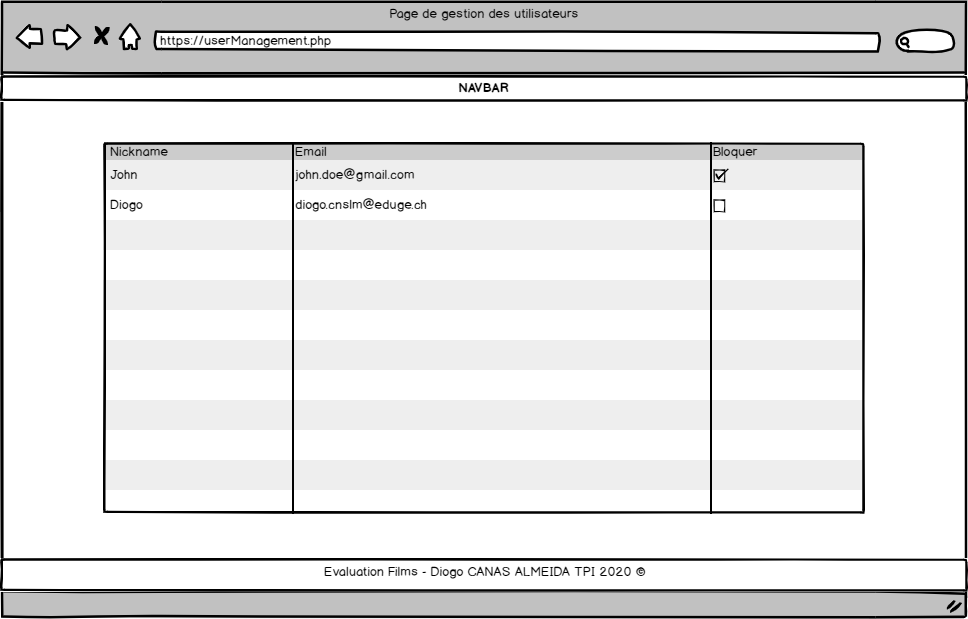 Page de gestion des utilisateurs
https://userManagement.php
NAVBAR
Nickname Email Bloquer
John john.doe@gmail.com
Diogo diogo.cnslm@eduge.ch
Evaluation Films - Diogo CANAS ALMEIDA TPI 2020 ©